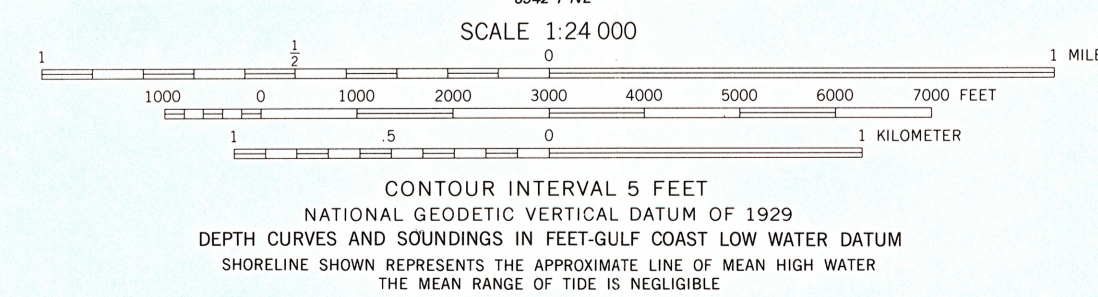 SCALE 1:24 000
1 1/2 0 1 MILE
1000 0 1000 2000 3000 4000 5000 6000 7000 FEET
1 .5 0 1 KILOMETER
CONTOUR INTERVAL 5 FEET
NATIONAL GEODETIC VERTICAL DATUM OF 1929
DEPTH CURVES AND SOUNDINGS IN FEET-GULF COAST LOW WATER DATUM
SHORELINE SHOWN REPRESENTS THE APPROXIMATE LINE OF MEAN HIGH WATER
THE MEAN RANGE OF TIDE IS NEGLIGIBLE